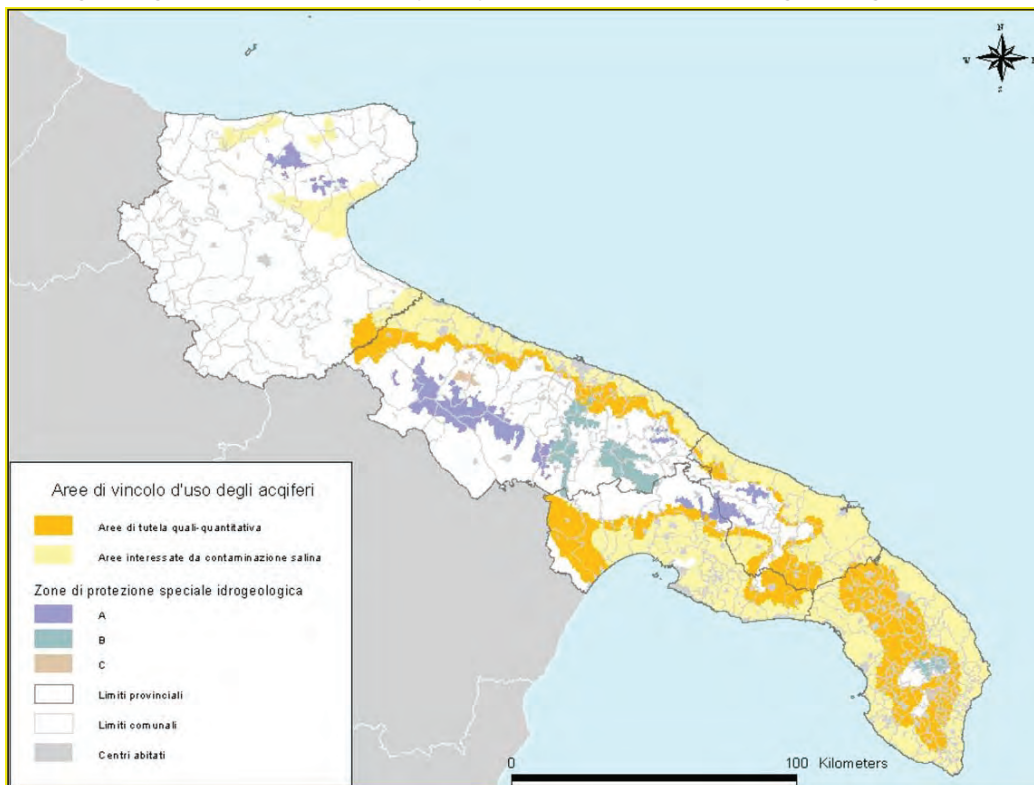 N
W
Z
Aree di vincolo d'uso degli acqiferi
Aree di tutela quali-quantitativa
Aree interessate da contaminazione salina
Zone di protezione speciale idrogeologica
A
B
C
Limiti provinciali
Limiti comunali
Centri abitati
0 100 Kilometers